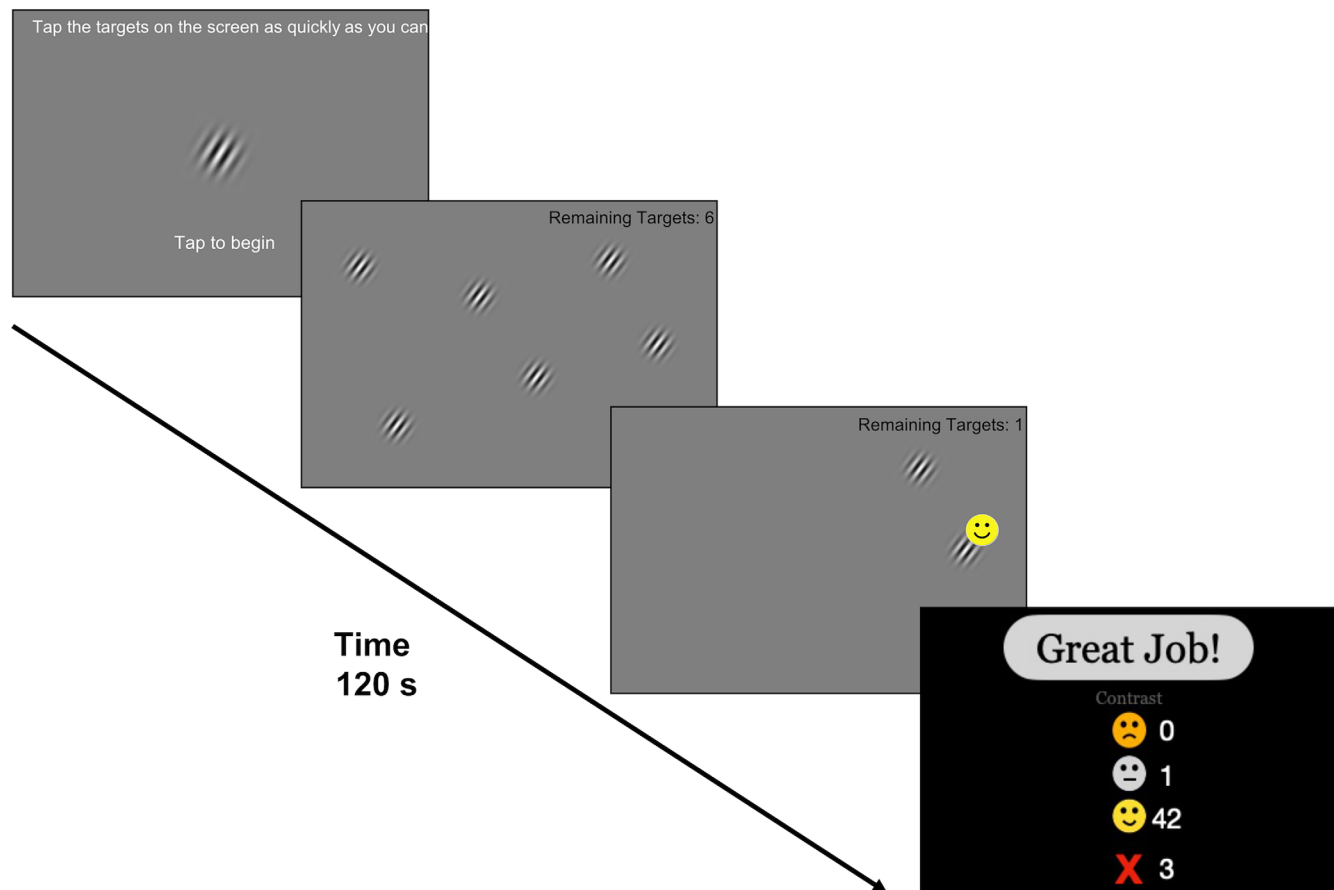 Tap the targets on the screen as quickly as you can
Tap to begin
Remaining Targets: 6
Remaining Targets: 1
Time
120 s
Great Job!
Contrast
0
1
42
X 3